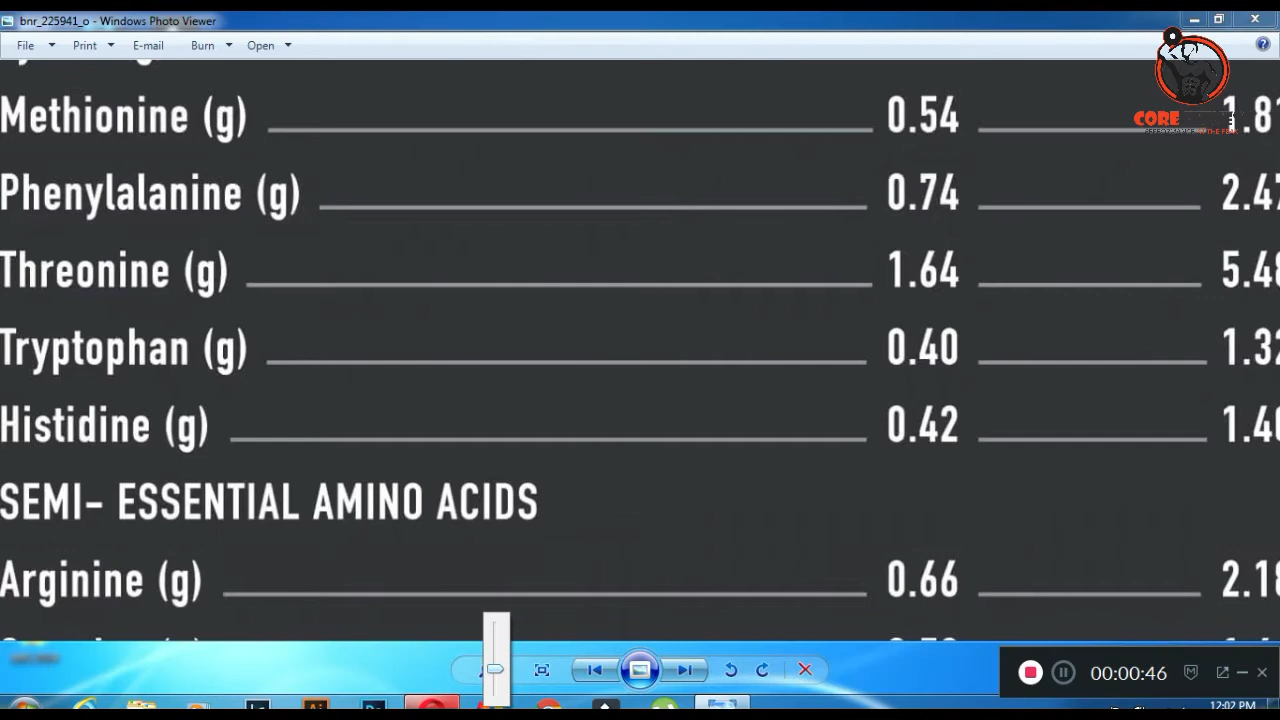 bnr_225941_o - Windows Photo Viewer
File Print E-mail Burn Open
Methionine (g) 0.54
Phenylalanine (g) 0.74
Threonine (g) 1.64
Tryptophan (g) 0.40
Histidine (g) 0.42
SEMI- ESSENTIAL AMINO ACIDS
Arginine (g) 0.66
CORE
00:00:46
12:02 PM